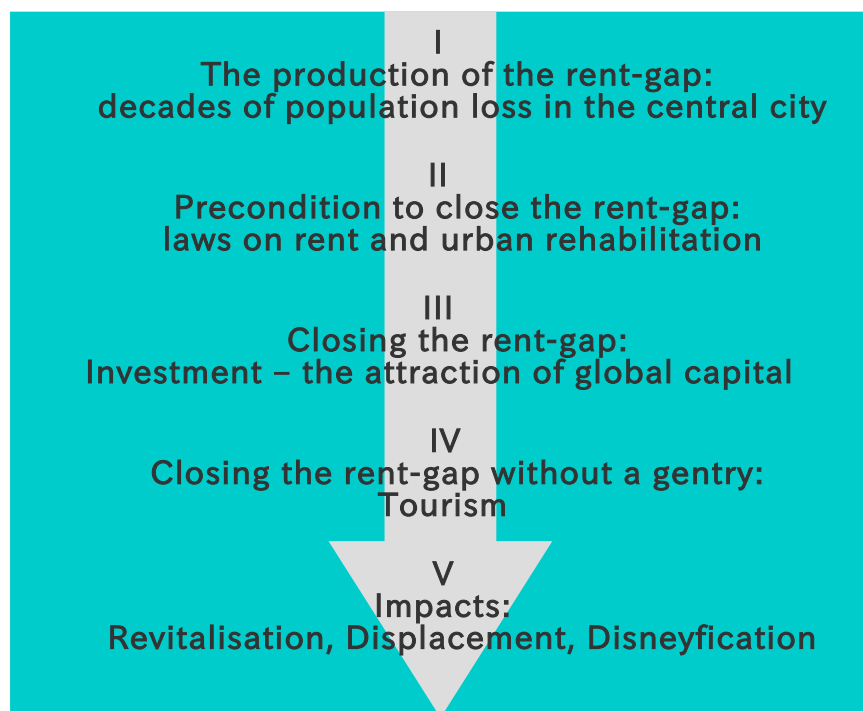 I
The production of the rent-gap:
decades of population loss in the central city
II
Precondition to close the rent-gap:
laws on rent and urban rehabilitation
III
Closing the rent-gap:
Investment – the attraction of global capital
IV
Closing the rent-gap without a gentry:
Tourism
V
Impacts:
Revitalisation, Displacement, Disneyfication